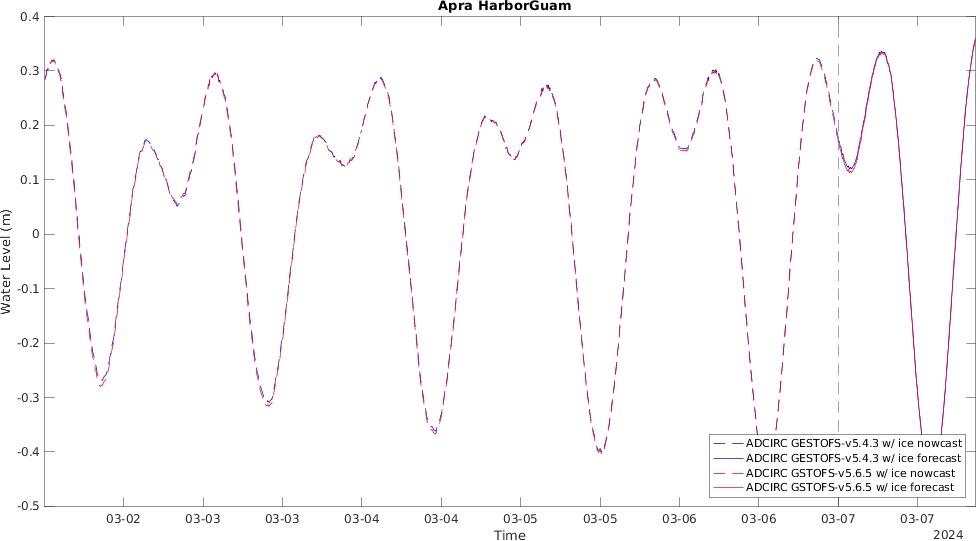 Apra HarborGuam
0.4
0.3
0.2
0.1
0
-0.1
-0.2
-0.3
-0.4
-0.5
Water Level (m)
ADCIRC GESTOFS-v5.4.3 w/ ice nowcast
ADCIRC GESTOFS-v5.4.3 w/ ice forecast
ADCIRC GSTOFS-v5.6.5 w/ ice nowcast
ADCIRC GSTOFS-v5.6.5 w/ ice forecast
03-02 03-03 03-03 03-04 03-04 03-05 03-05 03-06 03-06 03-07 03-07
Time
2024